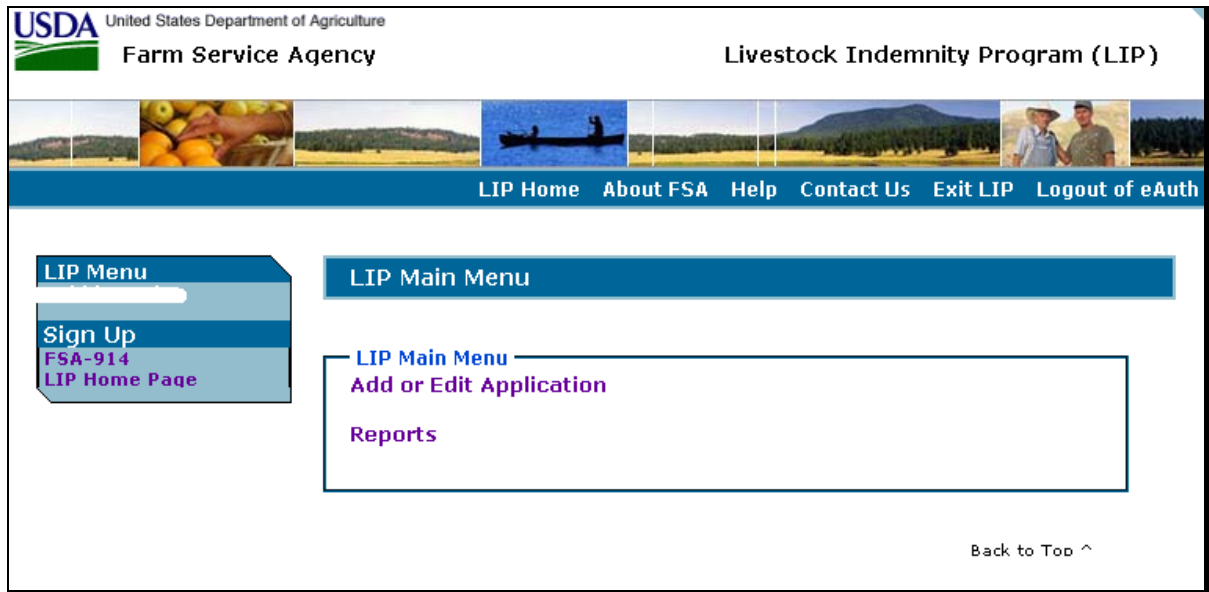 USDA United States Department of Agriculture
Farm Service Agency
Livestock Indemnity Program (LIP)
LIP Home About FSA Help Contact Us Exit LIP Logout of eAuth
LIP Menu
Sign Up
FSA-914
LIP Home Page
LIP Main Menu
LIP Main Menu
Add or Edit Application
Reports
Back to Top ^